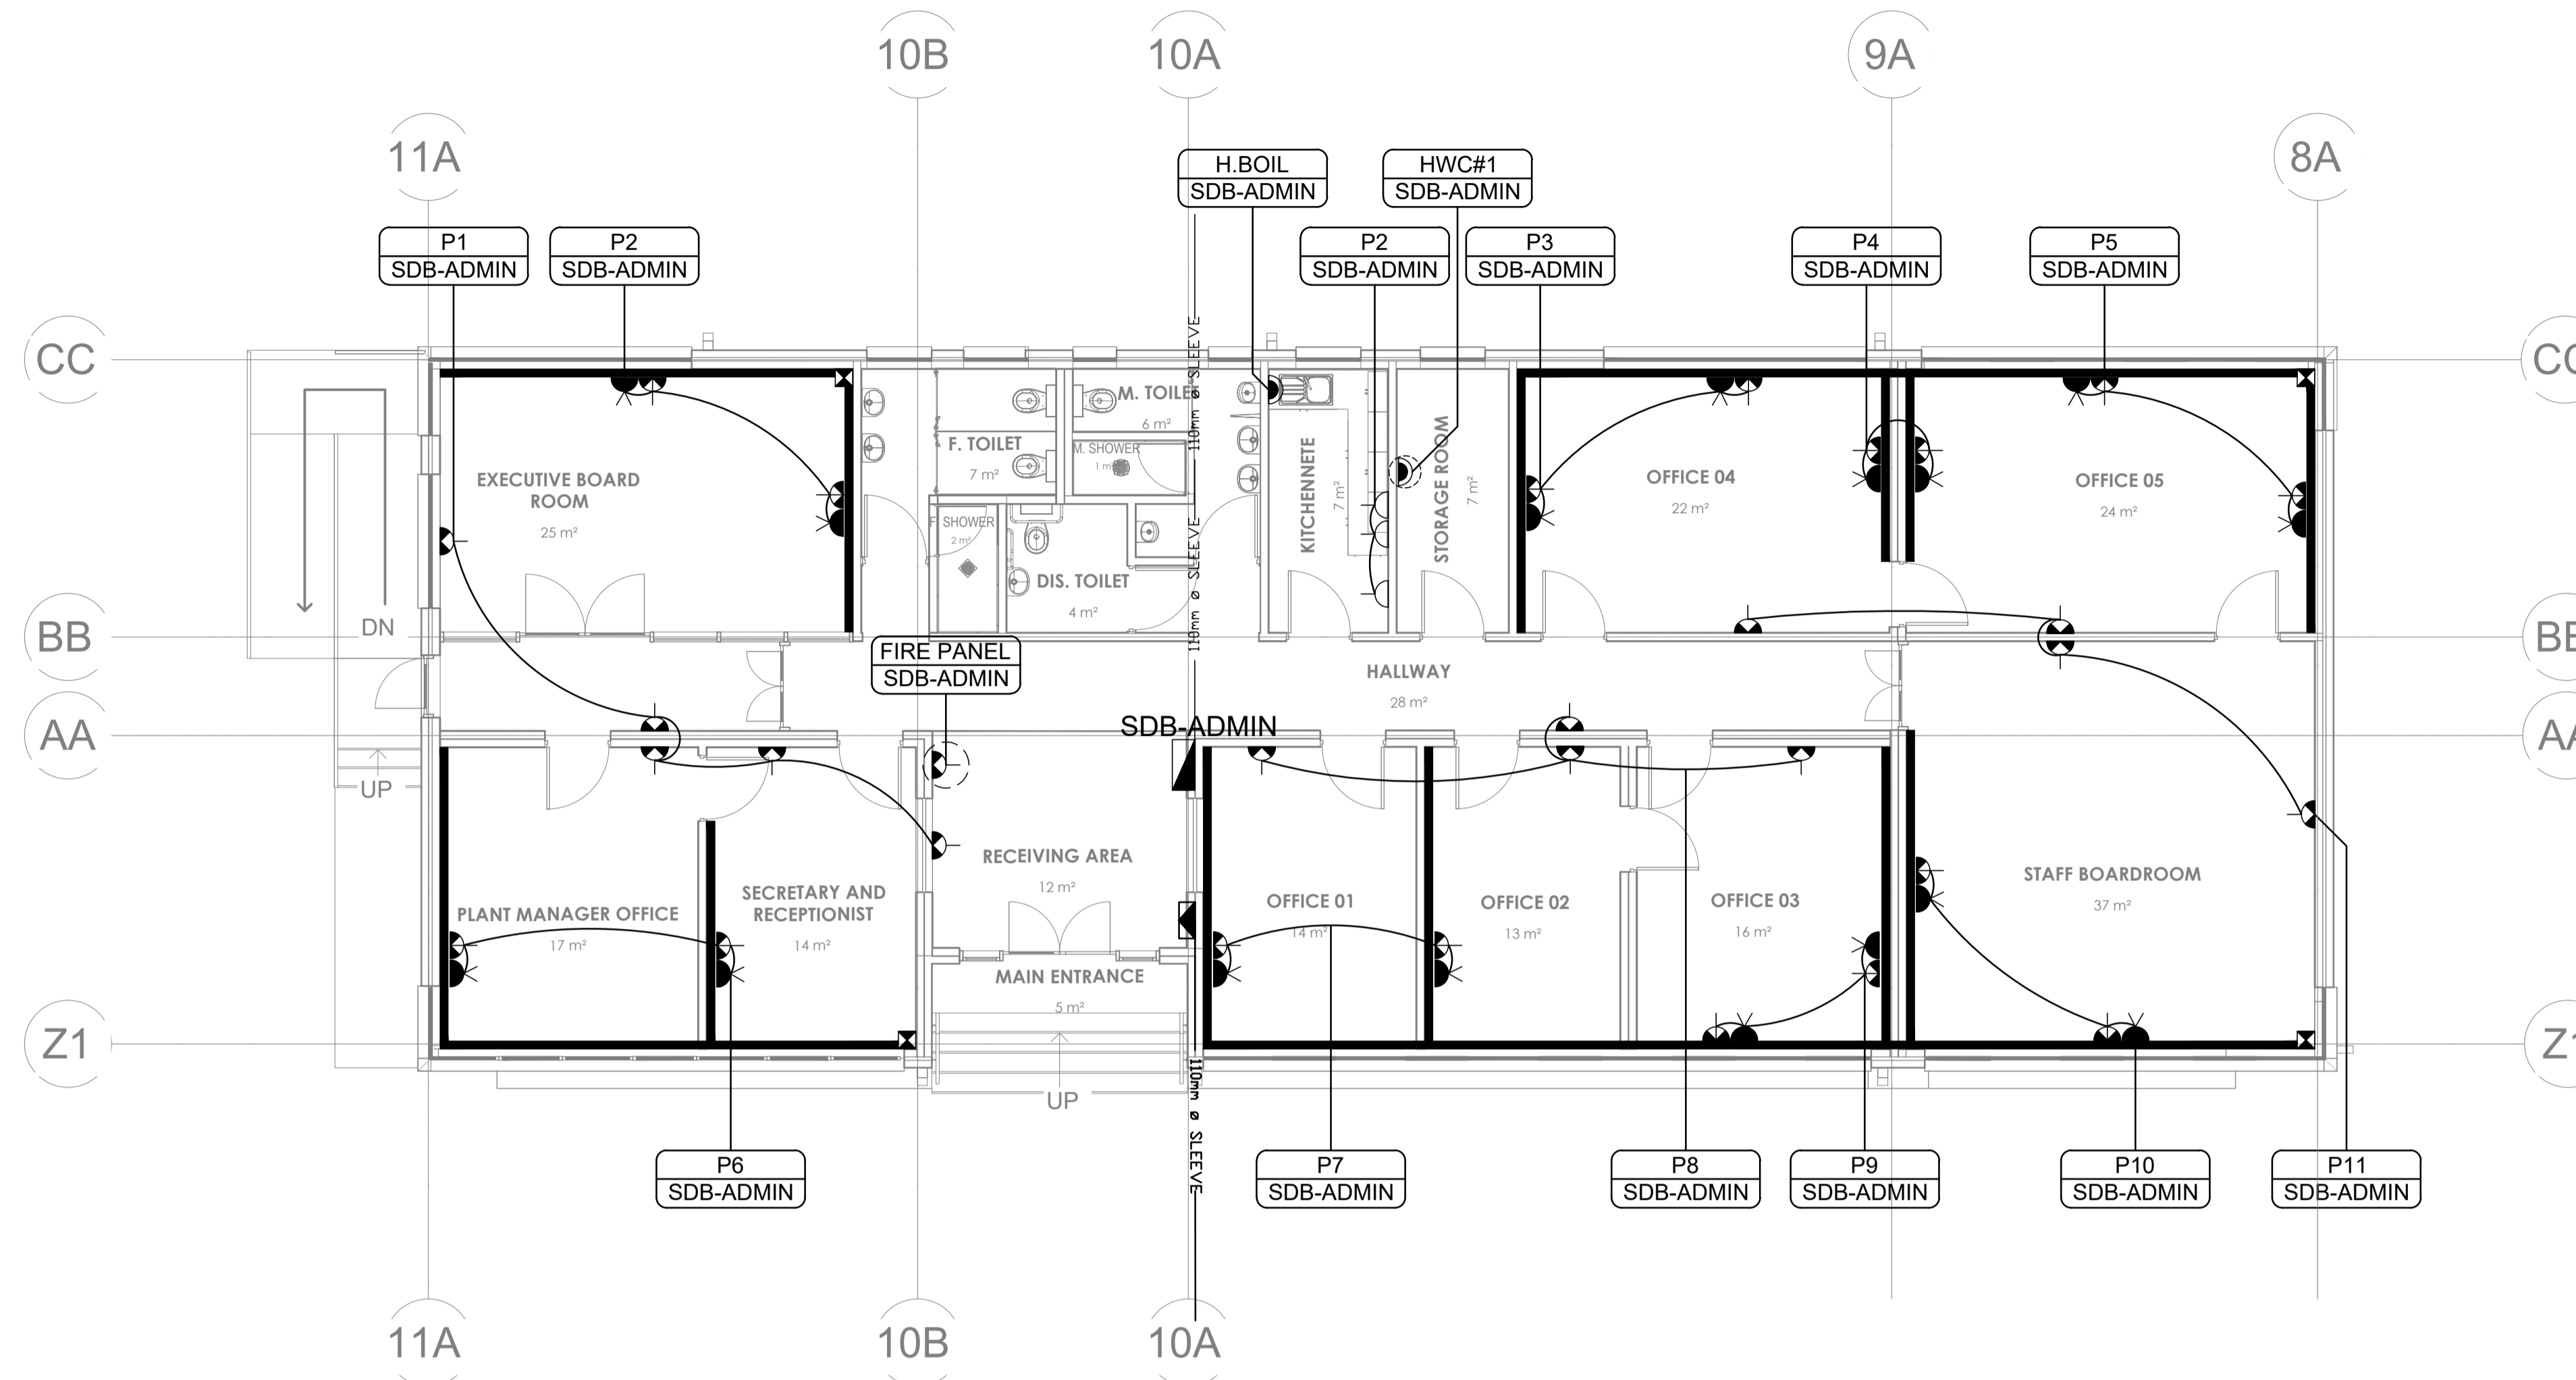 10B
10A
9A
11A
8A
H.BOIL
SDB-ADMIN
HWC#1
SDB-ADMIN
P1
SDB-ADMIN
P2
SDB-ADMIN
P2
SDB-ADMIN
P3
SDB-ADMIN
P4
SDB-ADMIN
P5
SDB-ADMIN
CC
CC
110mm ø SLEEVE
M. TOILET
6 m²
F. TOILET
7 m²
M. SHOWER
1 m²
EXECUTIVE BOARD
ROOM
25 m²
KITCHENNETE
7 m²
STORAGE ROOM
7 m²
OFFICE 04
22 m²
OFFICE 05
24 m²
F. SHOWER
2 m²
DIS. TOILET
4 m²
110mm ø SLEEVE
DN
BB
BB
FIRE PANEL
SDB-ADMIN
HALLWAY
28 m²
AA
SDB-ADMIN
AA
UP
RECEIVING AREA
12 m²
PLANT MANAGER OFFICE
17 m²
SECRETARY AND
RECEPTIONIST
14 m²
OFFICE 01
14 m²
OFFICE 02
13 m²
OFFICE 03
16 m²
STAFF BOARDROOM
37 m²
MAIN ENTRANCE
5 m²
Z1
Z1
UP
110mm ø SLEEVE
P6
SDB-ADMIN
P7
SDB-ADMIN
P8
SDB-ADMIN
P9
SDB-ADMIN
P10
SDB-ADMIN
P11
SDB-ADMIN
11A
10B
10A